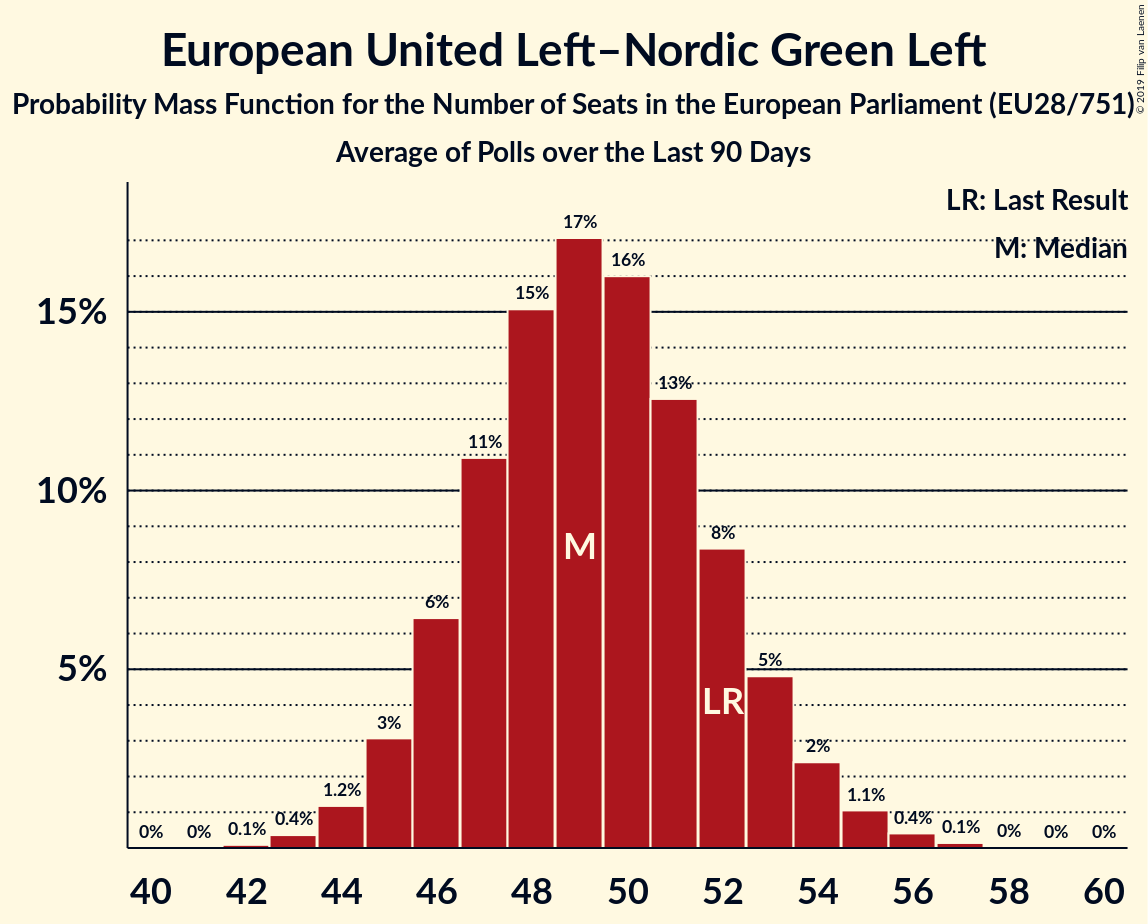 European United Left–Nordic Green Left
Probability Mass Function for the Number of Seats in the European Parliament (EU28/751)
Average of Polls over the Last 90 Days
© 2019 Filip van Laenen
LR: Last Result
M: Median
17%
16%
15%
15%
13%
11%
10%
8%
M
6%
5%
5%
LR
3%
2%
1.2%
1.1%
0% 0% 0.1% 0.4% 0.4% 0.1% 0% 0% 0%
40 42 44 46 48 50 52 54 56 58 60